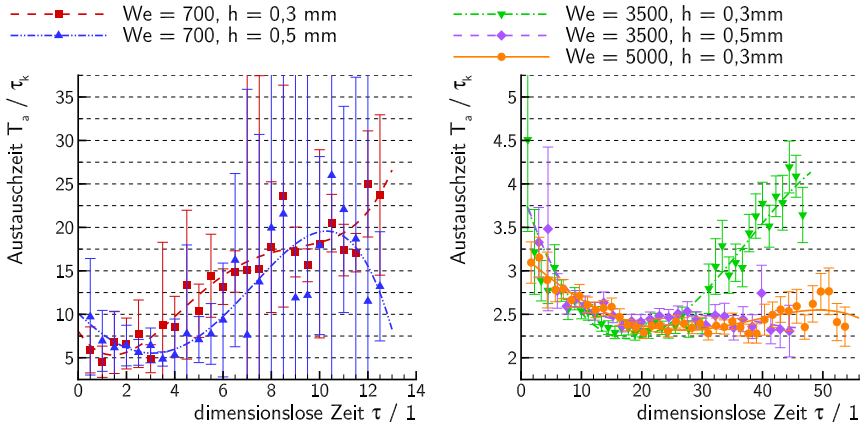 We = 700, h = 0,3 mm
We = 700, h = 0,5 mm
We = 3500, h = 0,3mm
We = 3500, h = 0,5mm
We = 5000, h = 0,3mm
Austauschzeit T_a / τ_k
35
30
25
20
15
10
5
0 2 4 6 8 10 12 14
dimensionslose Zeit τ / 1
Austauschzeit T_a / τ_k
5
4.5
4
3.5
3
2.5
2
0 10 20 30 40 50
dimensionslose Zeit τ / 1